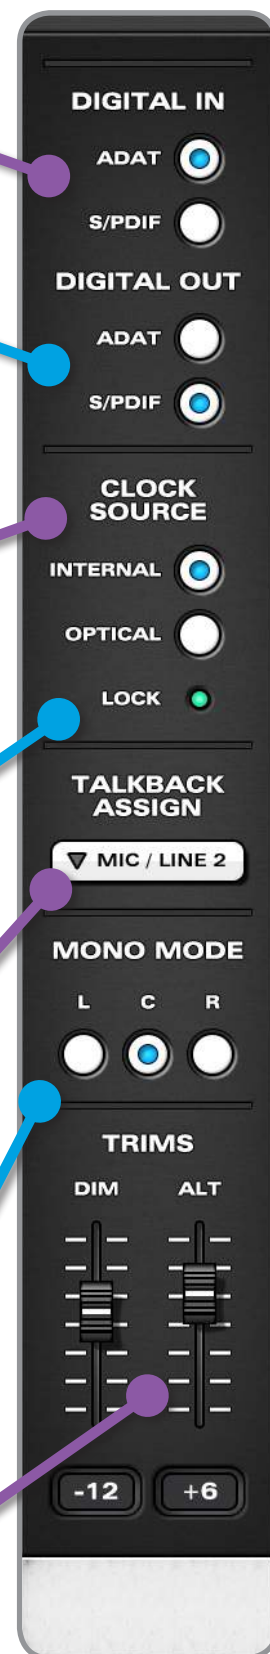 DIGITAL IN
ADAT
S/PDIF
DIGITAL OUT
ADAT
S/PDIF
CLOCK
SOURCE
INTERNAL
OPTICAL
LOCK
TALKBACK
ASSIGN
MIC / LINE 2
MONO MODE
L C R
TRIMS
DIM ALT
-12 +6